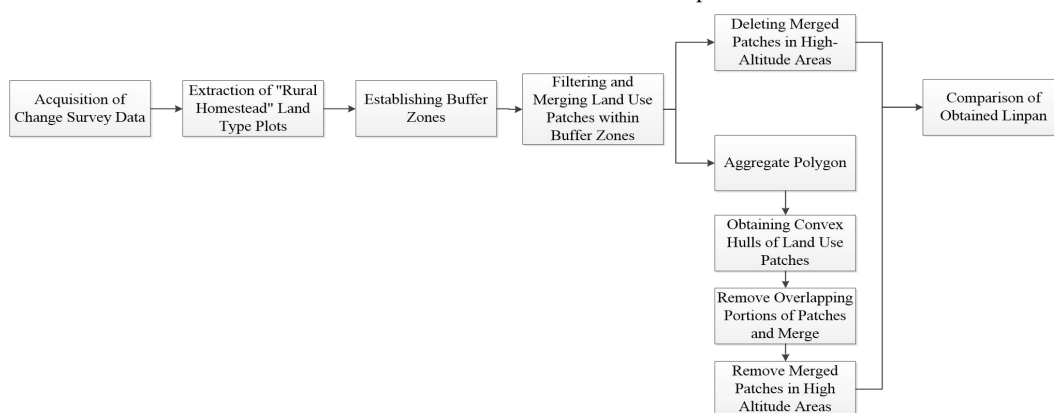 Acquisition of
Change Survey Data
Extraction of "Rural
Homestead" Land
Type Plots
Establishing Buffer
Zones
Filtering and
Merging Land Use
Patches within
Buffer Zones
Deleting Merged
Patches in High-
Altitude Areas
Aggregate Polygon
Obtaining Convex
Hulls of Land Use
Patches
Remove Overlapping
Portions of Patches
and Merge
Remove Merged
Patches in High
Altitude Areas
Comparison of
Obtained Linpan